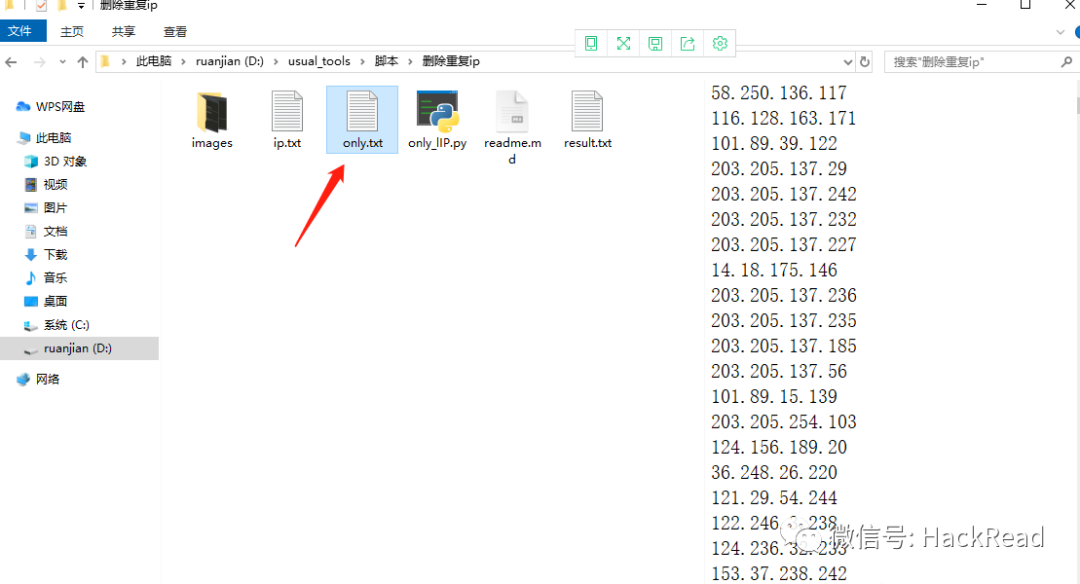 删除重复ip
文件 主页 共享 查看
此电脑 › ruanjian (D:) › usual_tools › 脚本 › 删除重复ip
搜索"删除重复ip"
WPS网盘
此电脑
3D 对象
视频
图片
文档
下载
音乐
桌面
系统 (C:)
ruanjian (D:)
网络
images
ip.txt
only.txt
only_IIP.py
readme.m
d
result.txt
58.250.136.117
116.128.163.171
101.89.39.122
203.205.137.29
203.205.137.242
203.205.137.232
203.205.137.227
14.18.175.146
203.205.137.236
203.205.137.235
203.205.137.185
203.205.137.56
101.89.15.139
203.205.254.103
124.156.189.20
36.248.26.220
121.29.54.244
122.246. .238
124.236.32.233
153.37.238.242
微信号: HackRead